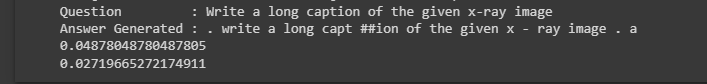 Question : Write a long caption of the given x-ray image
Answer Generated : . write a long capt ##ion of the given x - ray image . a
0.04878048780487805
0.02719665272174911